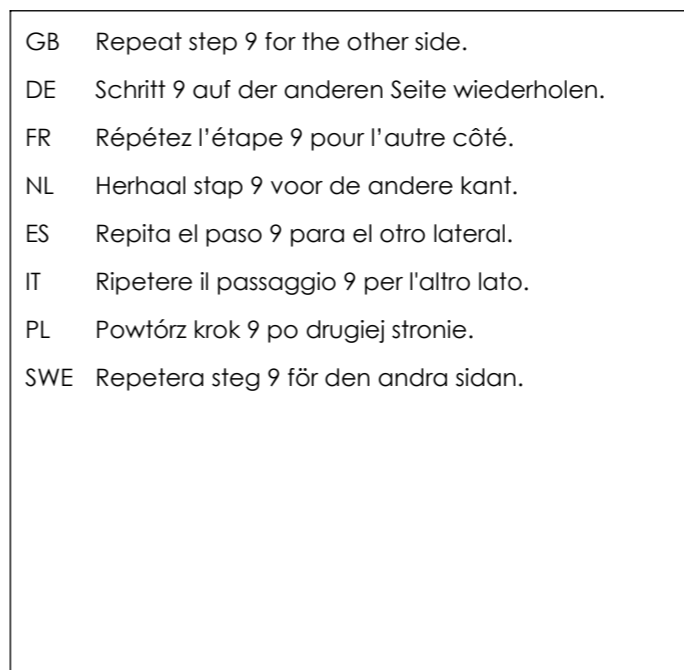 GB Repeat step 9 for the other side.
DE Schritt 9 auf der anderen Seite wiederholen.
FR Répétez l’étape 9 pour l’autre côté.
NL Herhaal stap 9 voor de andere kant.
ES Repita el paso 9 para el otro lateral.
IT Ripetere il passaggio 9 per l'altro lato.
PL Powtórz krok 9 po drugiej stronie.
SWE Repetera steg 9 för den andra sidan.